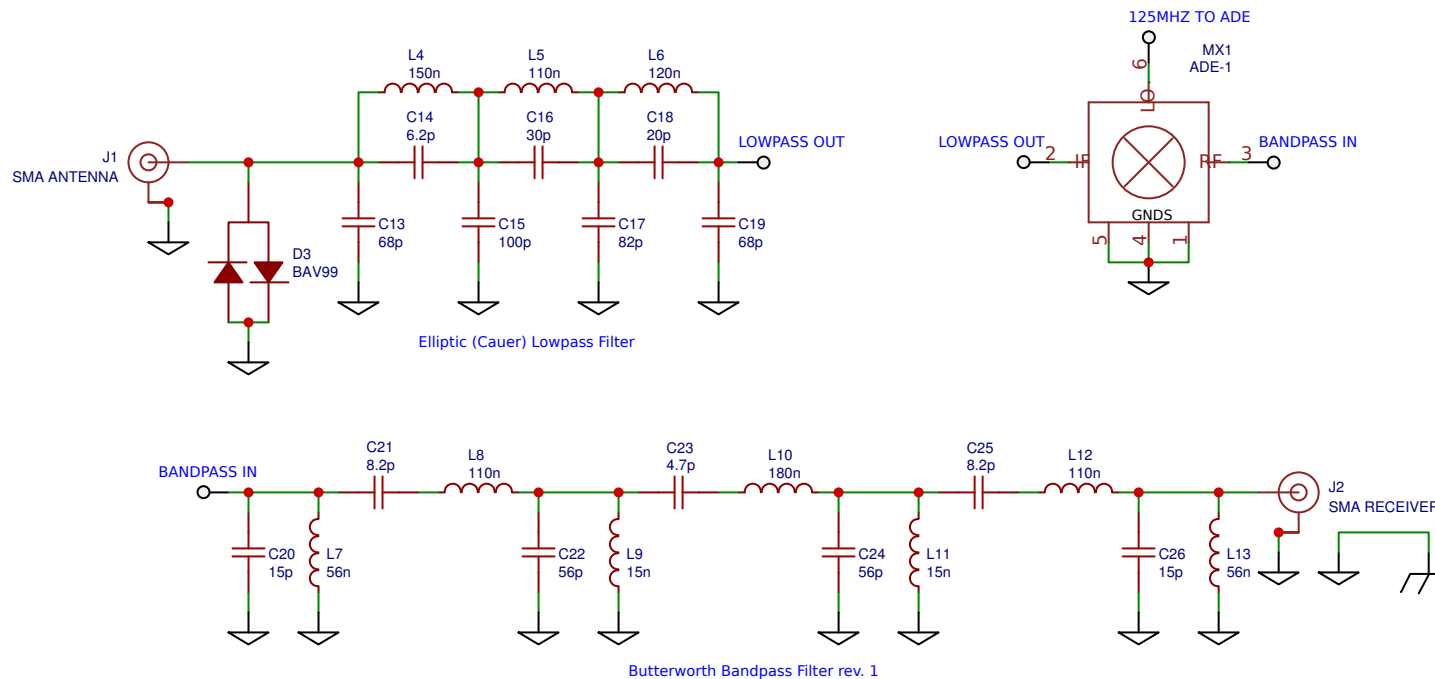 125MHZ TO ADE
MX1
ADE-1
6
LO
LOWPASS OUT
2
IF
RF
3
BANDPASS IN
GNDS
5
4
1
L4
150n
L5
110n
L6
120n
C14
6.2p
C16
30p
C18
20p
LOWPASS OUT
J1
SMA ANTENNA
C13
68p
C15
100p
C17
82p
C19
68p
D3
BAV99
Elliptic (Cauer) Lowpass Filter
BANDPASS IN
C21
8.2p
L8
110n
C23
4.7p
L10
180n
C25
8.2p
L12
110n
J2
SMA RECEIVER
C20
15p
L7
56n
C22
56p
L9
15n
C24
56p
L11
15n
C26
15p
L13
56n
Butterworth Bandpass Filter rev. 1